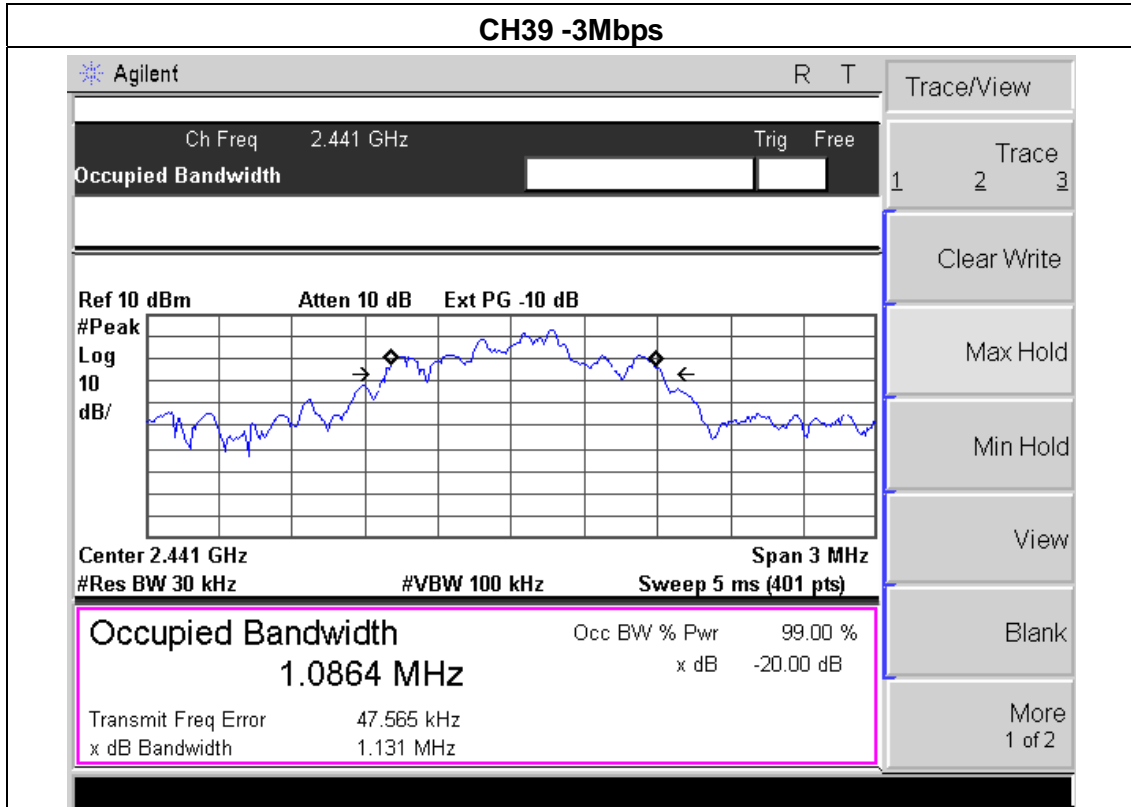 CH39 -3Mbps
Agilent R T
Trace/View
Ch Freq 2.441 GHz Trig Free
Occupied Bandwidth
Trace
1 2 3
Clear Write
Ref 10 dBm Atten 10 dB Ext PG -10 dB
#Peak
Log
10
dB/
Max Hold
Min Hold
Center 2.441 GHz Span 3 MHz
#Res BW 30 kHz #VBW 100 kHz Sweep 5 ms (401 pts)
View
Occupied Bandwidth Occ BW % Pwr 99.00 %
1.0864 MHz x dB -20.00 dB
Blank
Transmit Freq Error 47.565 kHz
x dB Bandwidth 1.131 MHz
More
1 of 2